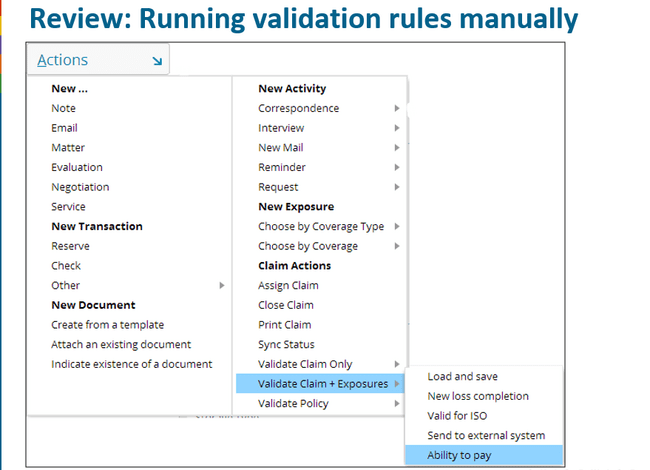 Review: Running validation rules manually
Actions
New ...
Note
Email
Matter
Evaluation
Negotiation
Service
New Transaction
Reserve
Check
Other
New Document
Create from a template
Attach an existing document
Indicate existence of a document
New Activity
Correspondence
Interview
New Mail
Reminder
Request
New Exposure
Choose by Coverage Type
Choose by Coverage
Claim Actions
Assign Claim
Close Claim
Print Claim
Sync Status
Validate Claim Only
Validate Claim + Exposures
Validate Policy
Load and save
New loss completion
Valid for ISO
Send to external system
Ability to pay